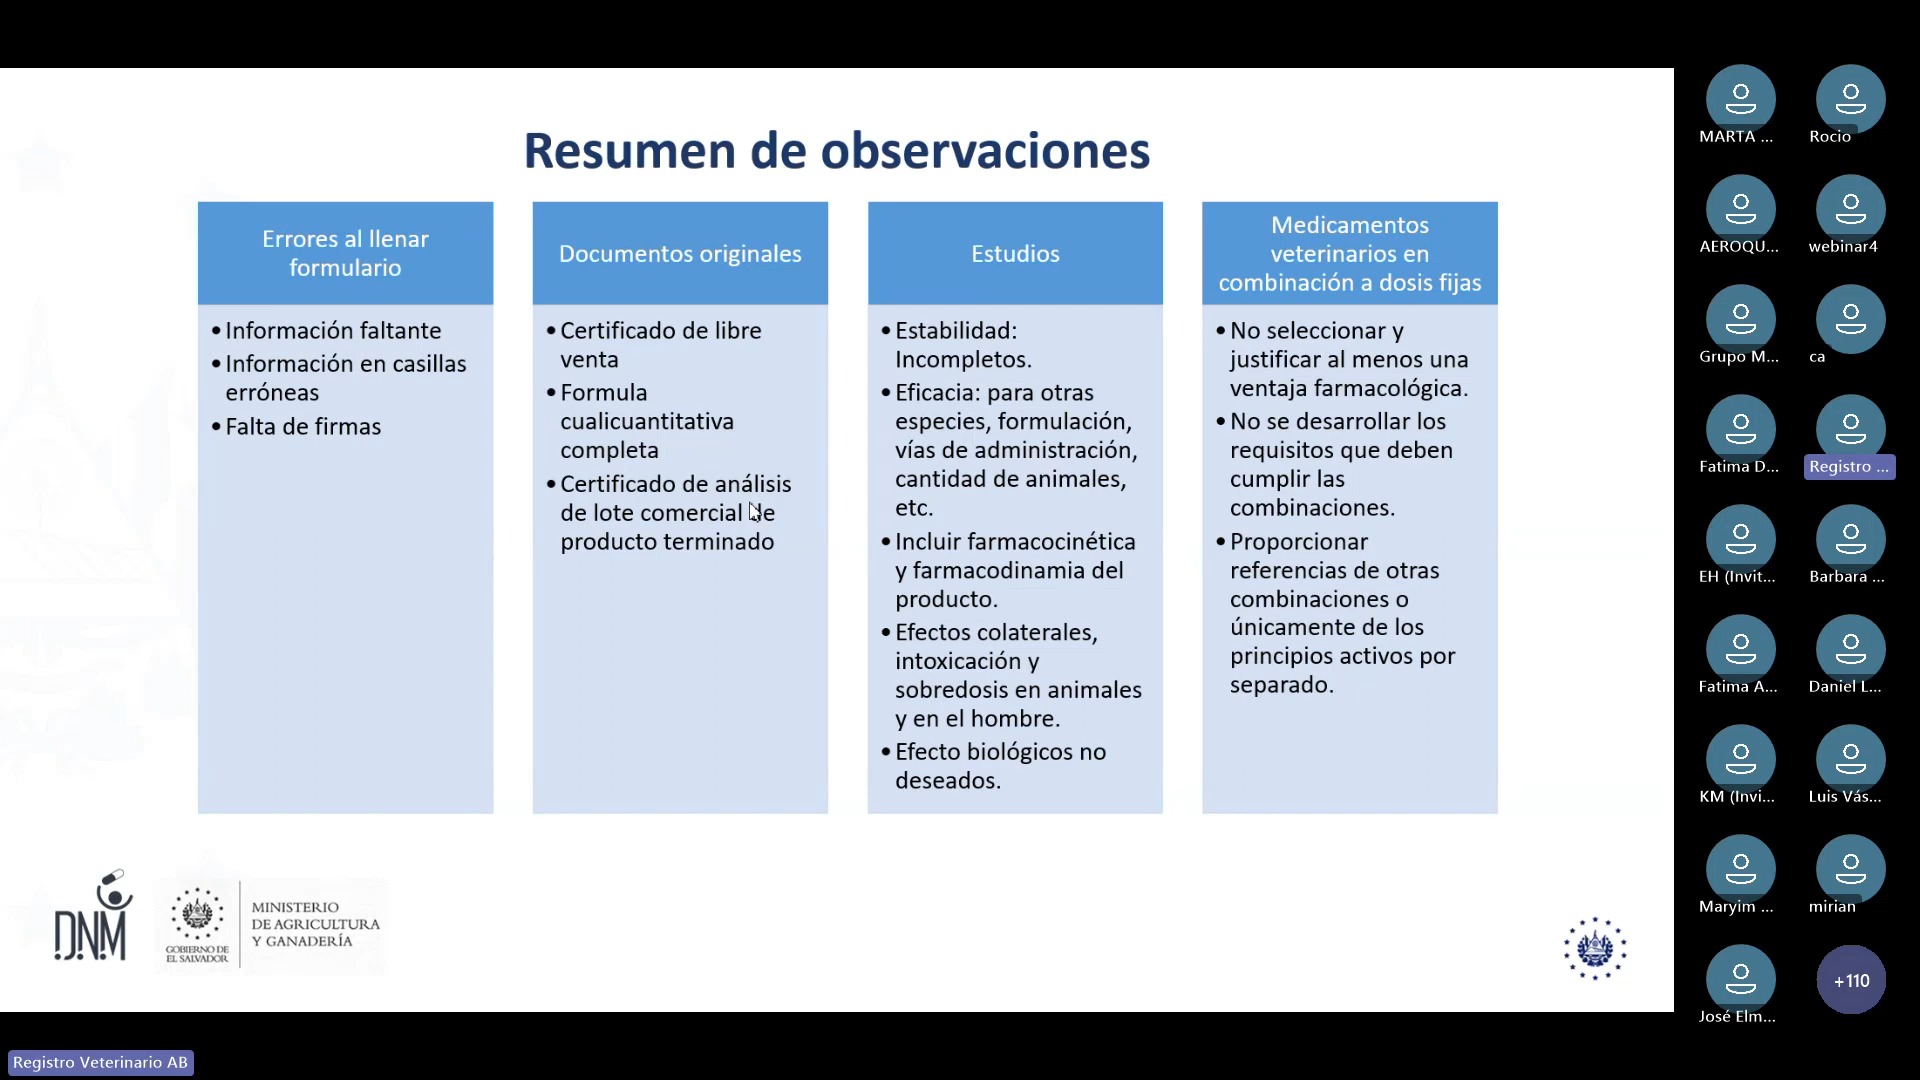 Resumen de observaciones
Errores al llenar
formulario
• Información faltante
• Información en casillas
erróneas
• Falta de firmas
Documentos originales
• Certificado de libre
venta
• Formula
cualicuantitativa
completa
• Certificado de análisis
de lote comercial de
producto terminado
Estudios
• Estabilidad:
Incompletos.
• Eficacia: para otras
especies, formulación,
vías de administración,
cantidad de animales,
etc.
• Incluir farmacocinética
y farmacodinamia del
producto.
• Efectos colaterales,
intoxicación y
sobredosis en animales
y en el hombre.
• Efecto biológicos no
deseados.
Medicamentos
veterinarios en
combinación a dosis fijas
• No seleccionar y
justificar al menos una
ventaja farmacológica.
• No se desarrollar los
requisitos que deben
cumplir las
combinaciones.
• Proporcionar
referencias de otras
combinaciones o
únicamente de los
principios activos por
separado.
DNM
GOBIERNO DE
EL SALVADOR
MINISTERIO
DE AGRICULTURA
Y GANADERÍA
MARTA ...
Rocio
AEROQU...
webinar4
Grupo M...
ca
Fatima D...
Registro ...
EH (Invit...
Barbara ...
Fatima A...
Daniel L...
KM (Invi...
Luis Vás...
Maryim ...
mirian
José Elm...
+110
Registro Veterinario AB